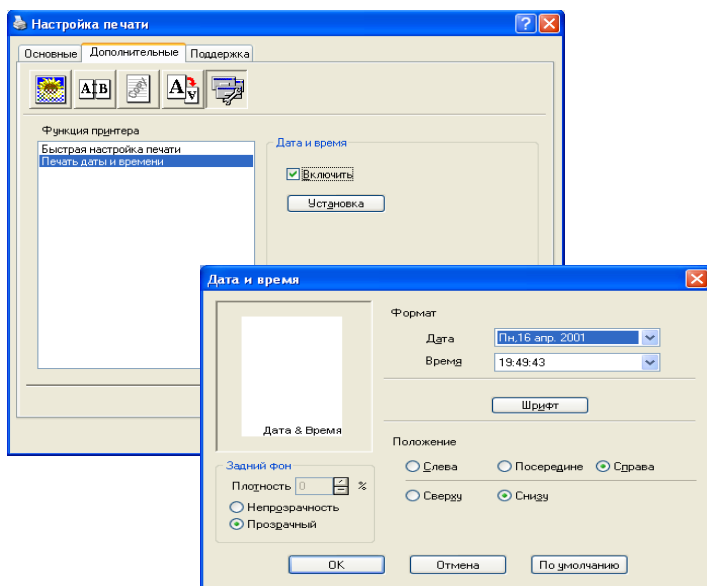 Настройка печати
Основные Дополнительные Поддержка
A B
A A
Функция принтера
Быстрая настройка печати
Печать даты и времени
Дата и время
Включить
Установка
Дата и время
Дата & Время
Формат
Дата Пн,16 апр. 2001
Время 19:49:43
Шрифт
Положение
Слева Посередине Справа
Сверху Снизу
Задний фон
Плотность 0 %
Непрозрачность
Прозрачный
OK Отмена По умолчанию